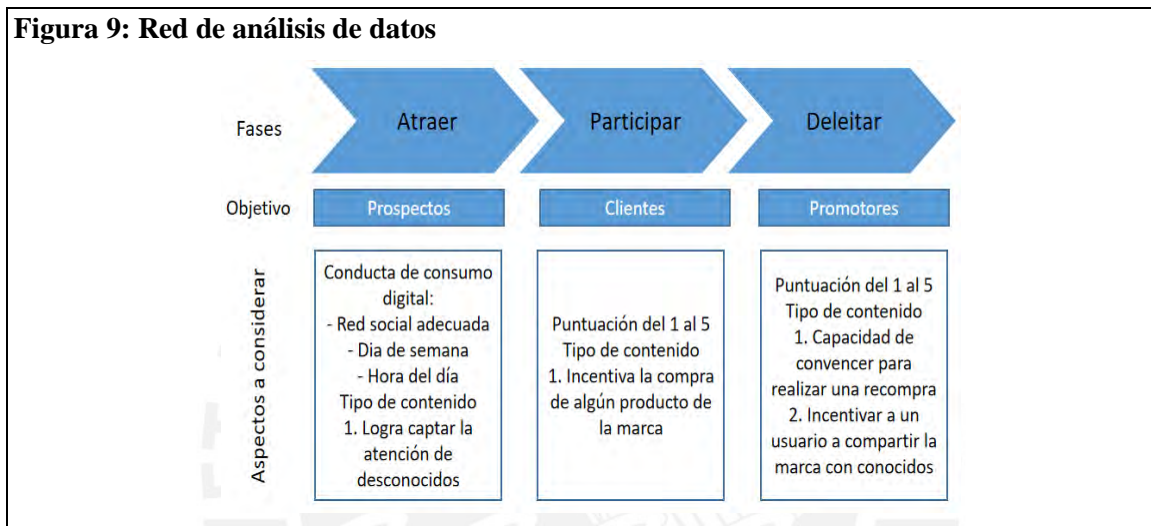 Figura 9: Red de análisis de datos
Fases
Atraer
Participar
Deleitar
Objetivo
Prospectos
Clientes
Promotores
Aspectos a considerar
Conducta de consumo
digital:
- Red social adecuada
- Dia de semana
- Hora del día
Tipo de contenido
1. Logra captar la
atención de
desconocidos
Puntuación del 1 al 5
Tipo de contenido
1. Incentiva la compra
de algún producto de
la marca
Puntuación del 1 al 5
Tipo de contenido
1. Capacidad de
convencer para
realizar una recompra
2. Incentivar a un
usuario a compartir la
marca con conocidos